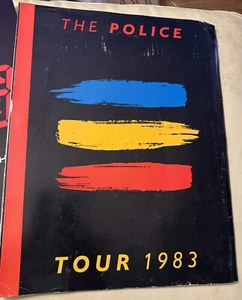 THE POLICE
TOUR 1983